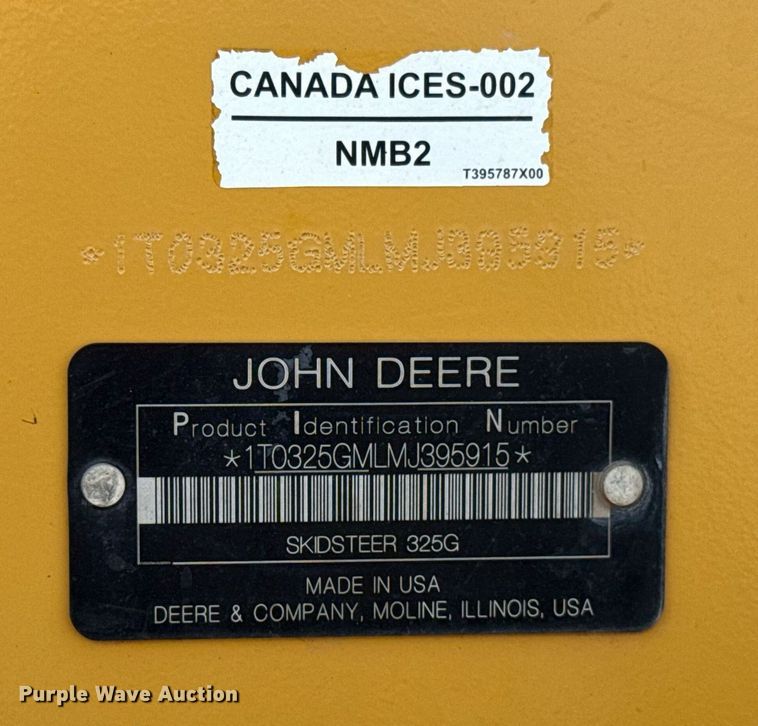 CANADA ICES-002
NMB2
T395787X00
*1T0325GMLMJ395915*
JOHN DEERE
Product Identification Number
*1T0325GMLMJ395915*
SKIDSTEER 325G
MADE IN USA
DEERE & COMPANY, MOLINE, ILLINOIS, USA
Purple Wave Auction